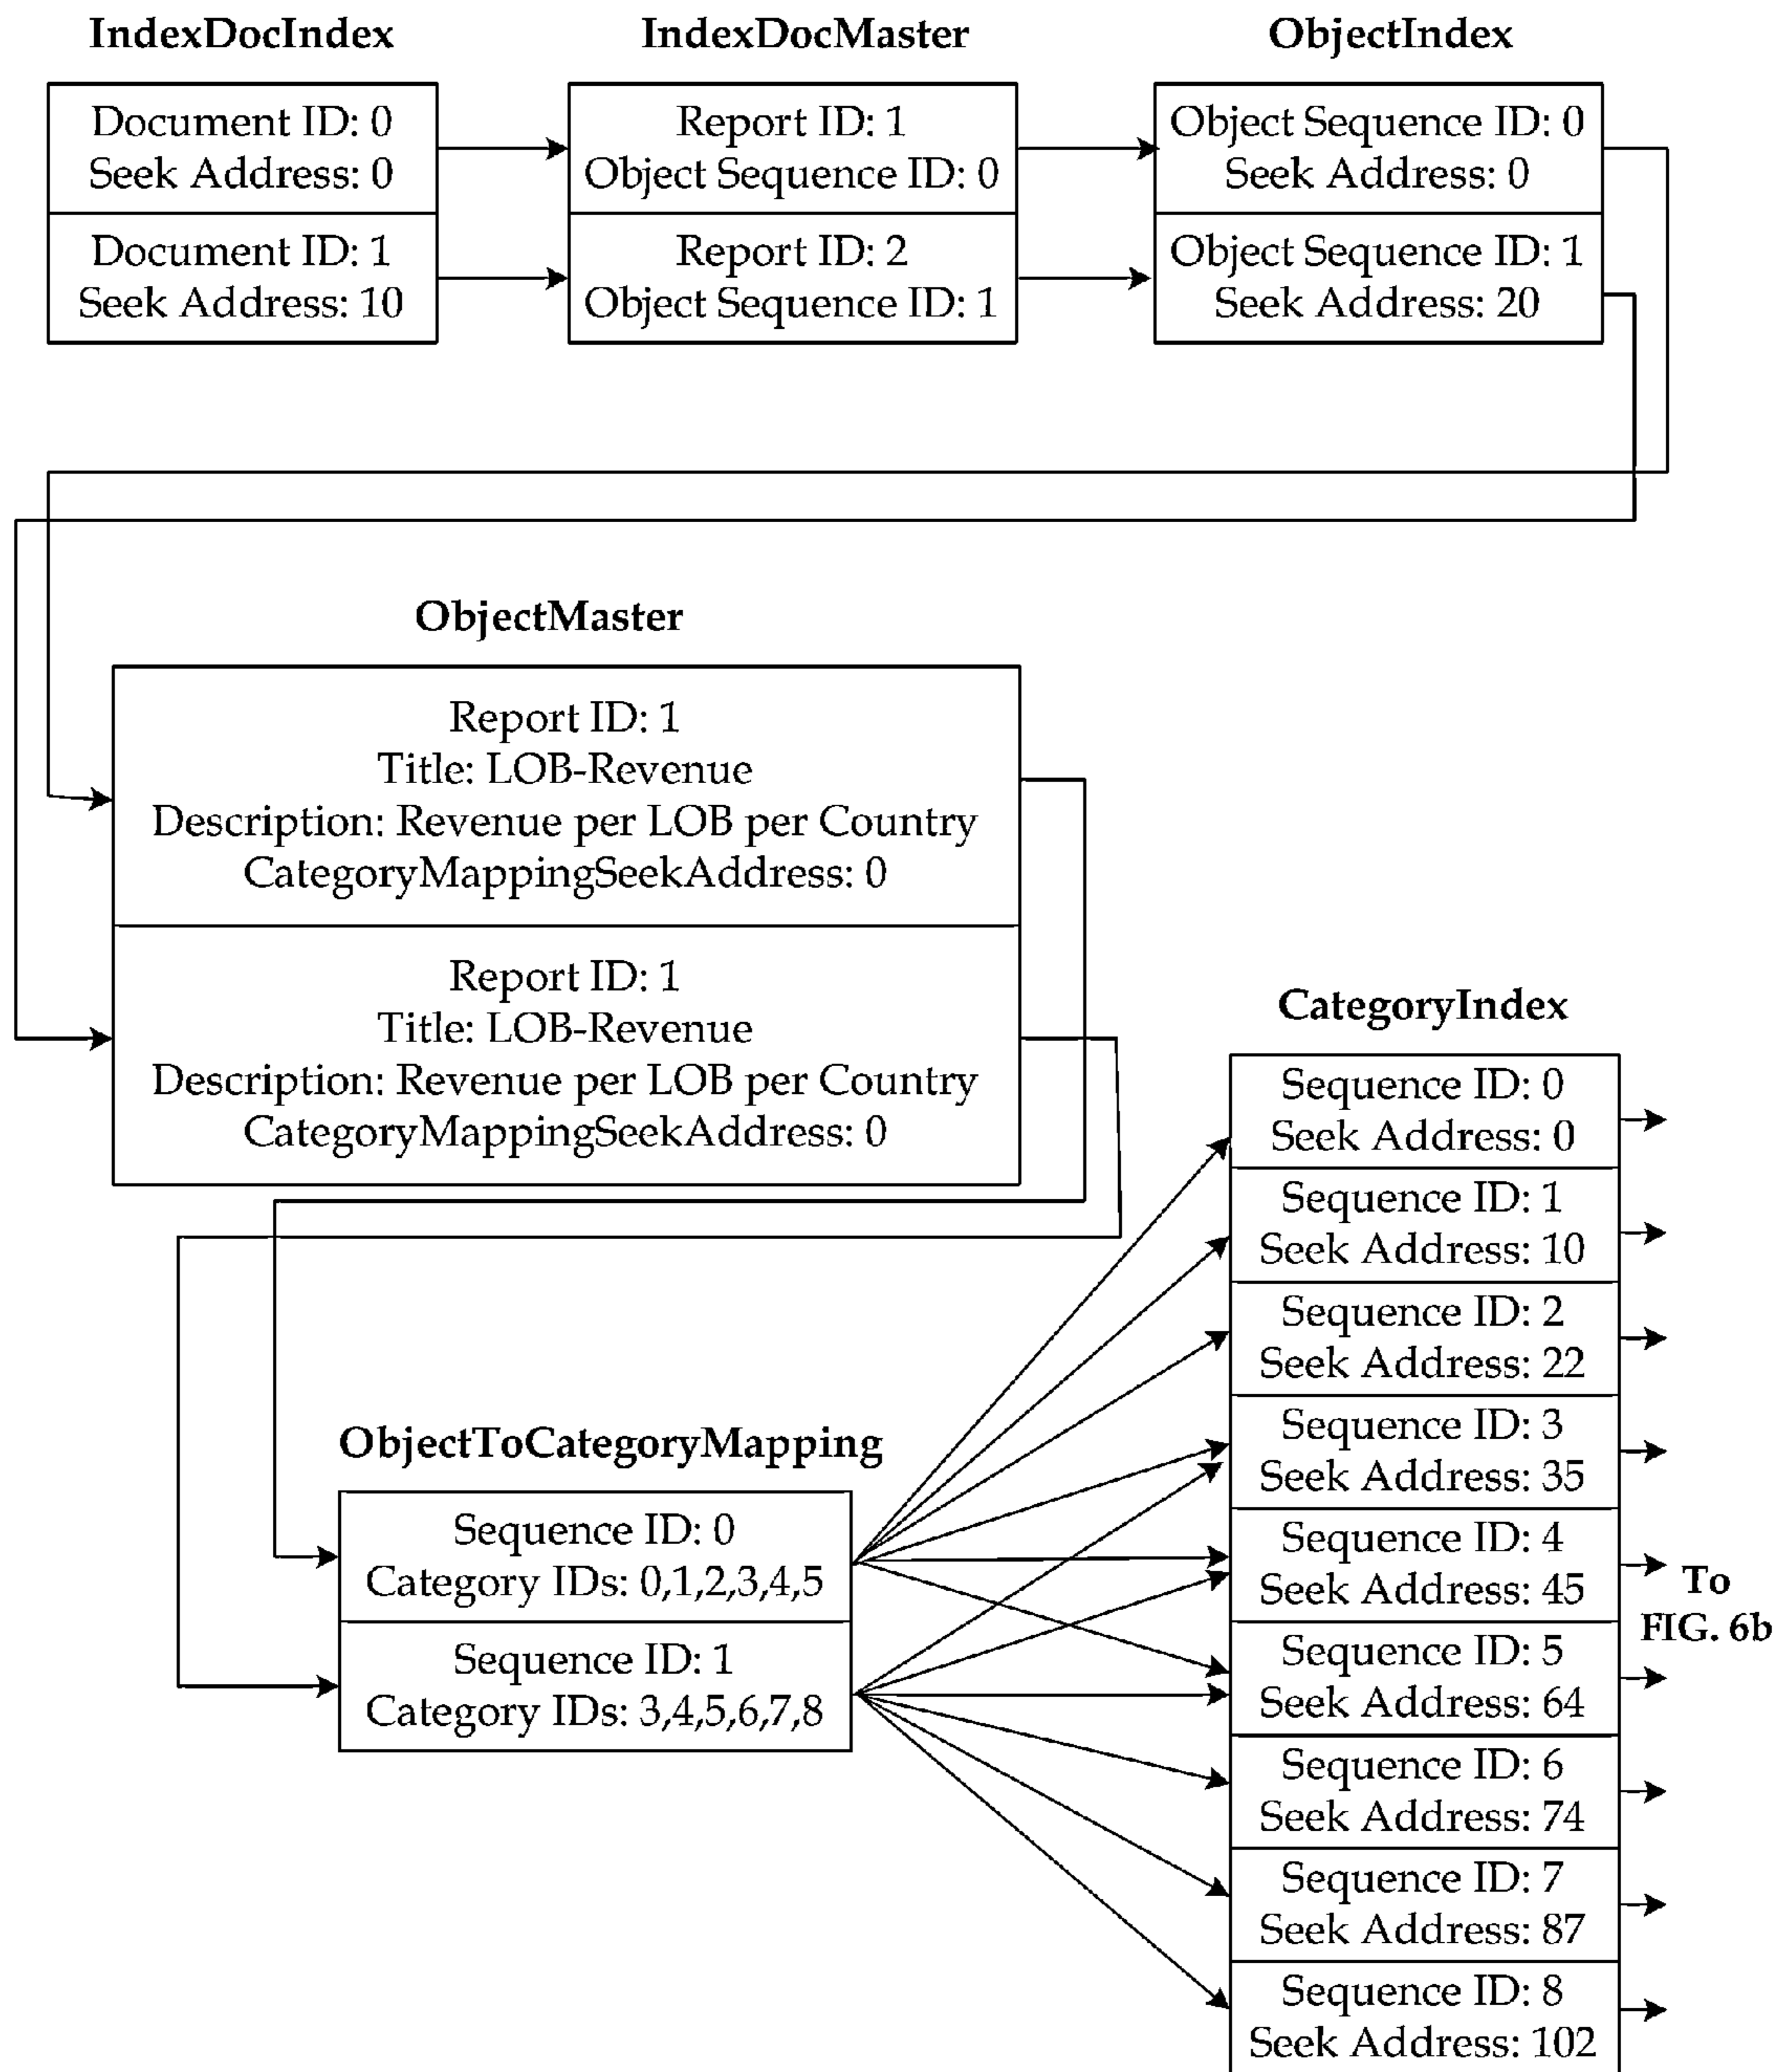 IndexDocIndex
Document ID: 0
Seek Address: 0
Document ID: 1
Seek Address: 10
IndexDocMaster
Report ID: 1
Object Sequence ID: 0
Report ID: 2
Object Sequence ID: 1
ObjectIndex
Object Sequence ID: 0
Seek Address: 0
Object Sequence ID: 1
Seek Address: 20
ObjectMaster
Report ID: 1
Title: LOB-Revenue
Description: Revenue per LOB per Country
CategoryMappingSeekAddress: 0
Report ID: 1
Title: LOB-Revenue
Description: Revenue per LOB per Country
CategoryMappingSeekAddress: 0
ObjectToCategoryMapping
Sequence ID: 0
Category IDs: 0,1,2,3,4,5
Sequence ID: 1
Category IDs: 3,4,5,6,7,8
CategoryIndex
Sequence ID: 0
Seek Address: 0
Sequence ID: 1
Seek Address: 10
Sequence ID: 2
Seek Address: 22
Sequence ID: 3
Seek Address: 35
Sequence ID: 4
Seek Address: 45
Sequence ID: 5
Seek Address: 64
Sequence ID: 6
Seek Address: 74
Sequence ID: 7
Seek Address: 87
Sequence ID: 8
Seek Address: 102
To
FIG. 6b